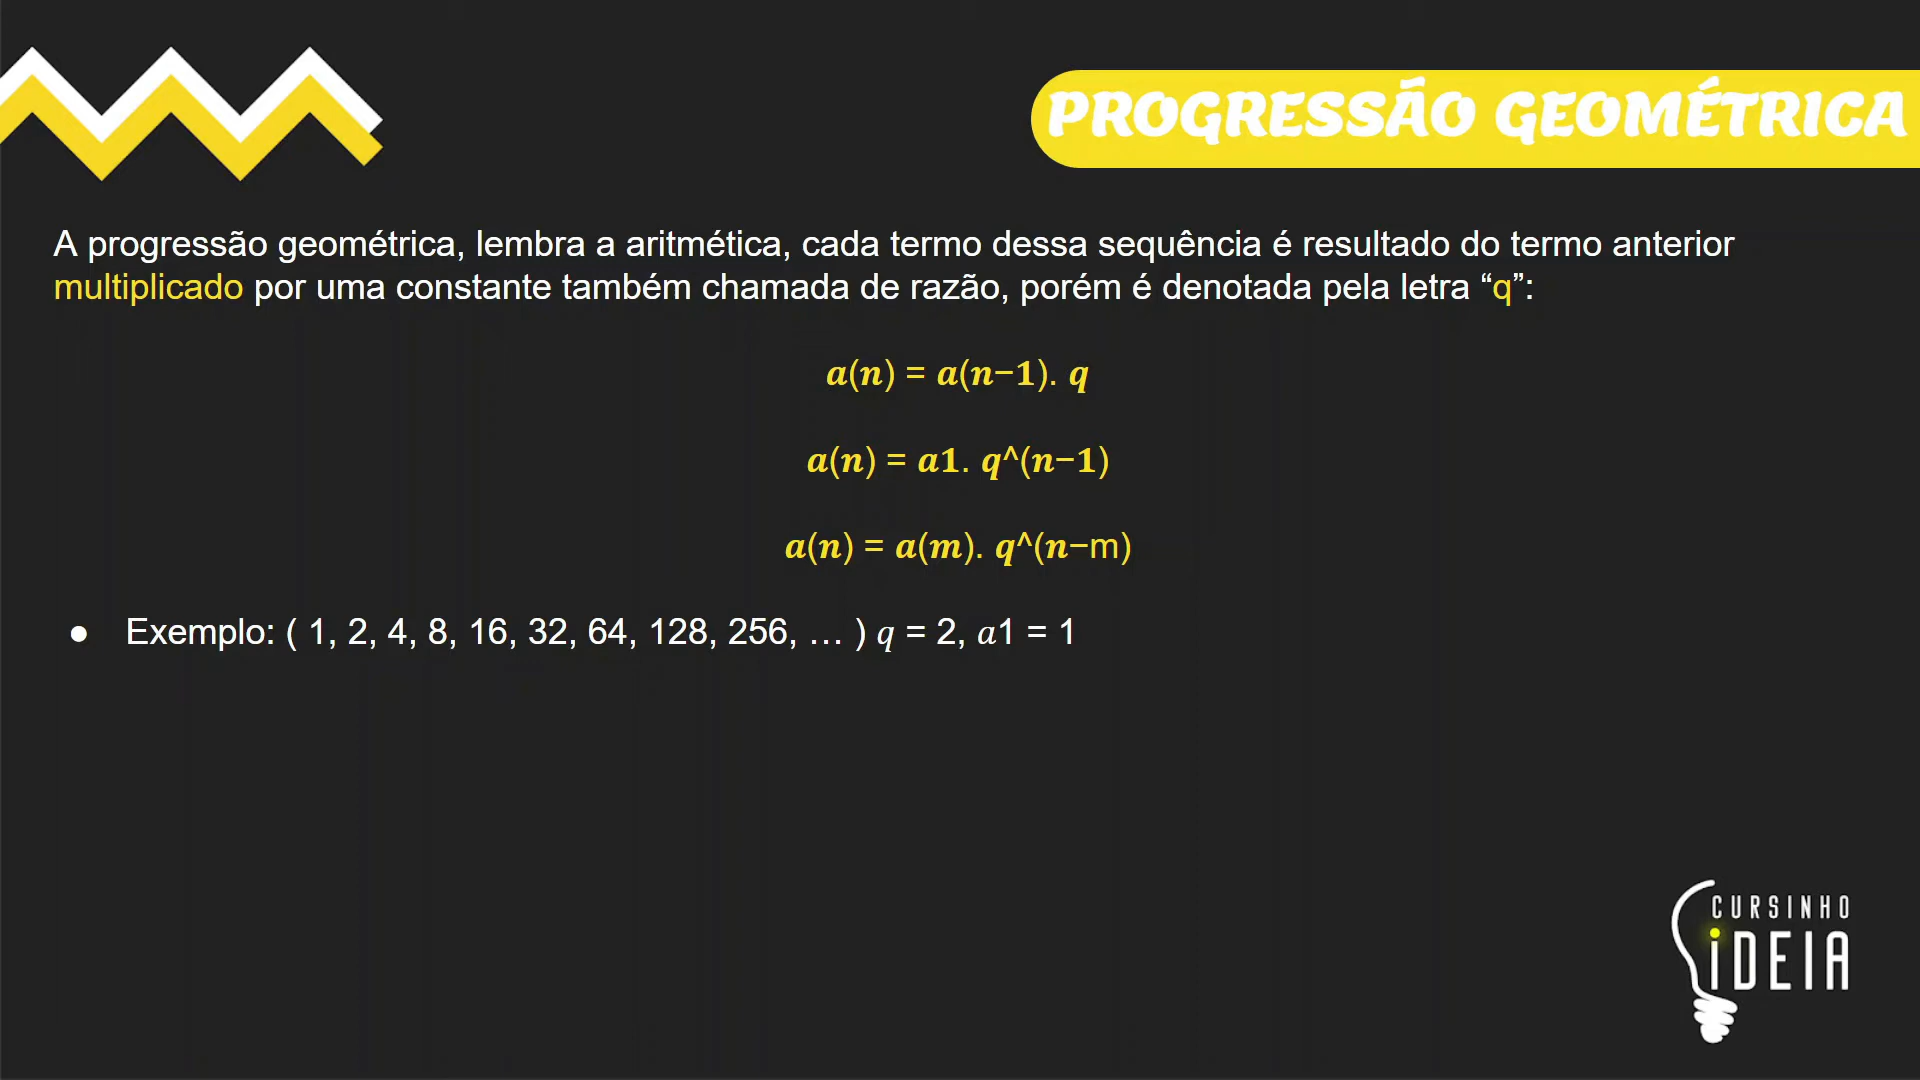 PROGRESSÃO GEOMÉTRICA
A progressão geométrica, lembra a aritmética, cada termo dessa sequência é resultado do termo anterior
multiplicado por uma constante também chamada de razão, porém é denotada pela letra “q”:
a(n) = a(n−1). q
a(n) = a1. q^(n−1)
a(n) = a(m). q^(n−m)
● Exemplo: ( 1, 2, 4, 8, 16, 32, 64, 128, 256, … ) q = 2, a1 = 1
CURSINHO
iDEIA